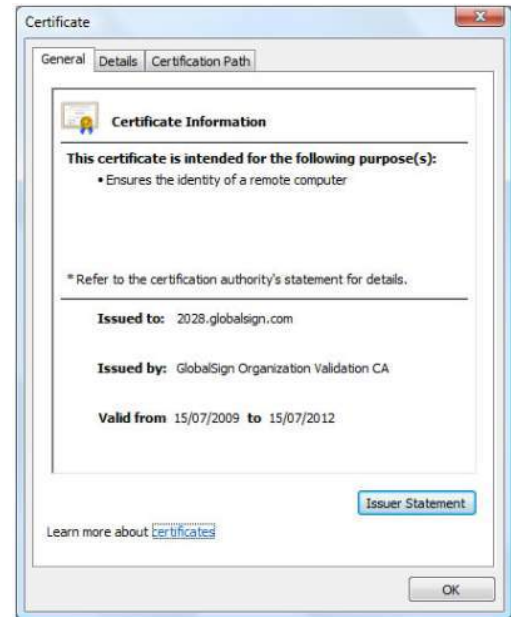 Certificate
General Details Certification Path
Certificate Information
This certificate is intended for the following purpose(s):
• Ensures the identity of a remote computer
* Refer to the certification authority's statement for details.
Issued to: 2028.globalsign.com
Issued by: GlobalSign Organization Validation CA
Valid from 15/07/2009 to 15/07/2012
Issuer Statement
Learn more about certificates
OK